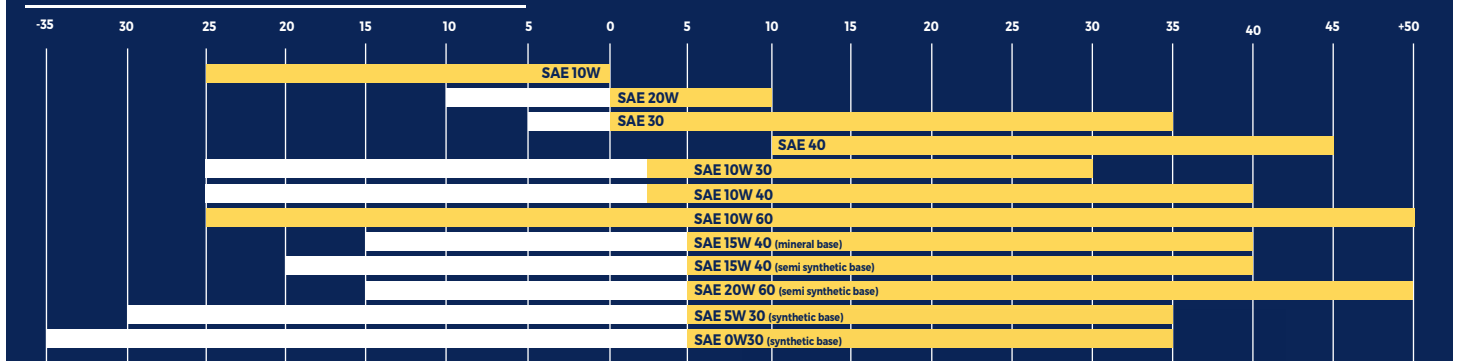 -35 30 25 20 15 10 5 0 5 10 15 20 25 30 35 40 45 +50
SAE 10W
SAE 20W
SAE 30
SAE 40
SAE 10W 30
SAE 10W 40
SAE 10W 60
SAE 15W 40 (mineral base)
SAE 15W 40 (semi synthetic base)
SAE 20W 60 (semi synthetic base)
SAE 5W 30 (synthetic base)
SAE 0W30 (synthetic base)